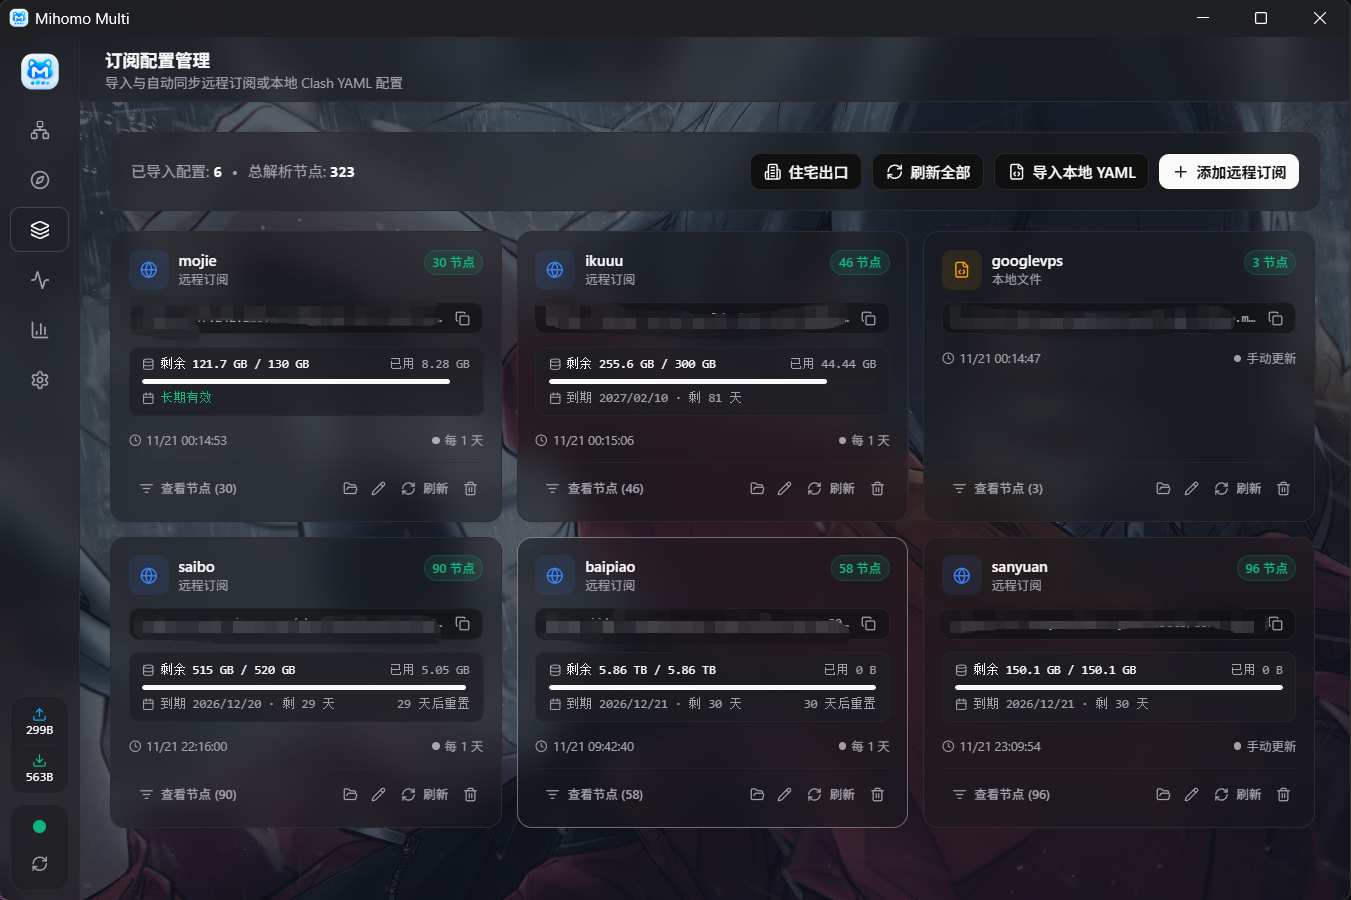 Mihomo Multi
订阅配置管理
导入与自动同步远程订阅或本地 Clash YAML 配置
已导入配置: 6 • 总解析节点: 323
住宅出口
刷新全部
导入本地 YAML
+ 添加远程订阅
mojie
远程订阅
30 节点
剩余 121.7 GB / 130 GB
已用 8.28 GB
长期有效
11/21 00:14:53
每 1 天
查看节点 (30)
刷新
ikuuu
远程订阅
46 节点
剩余 255.6 GB / 300 GB
已用 44.44 GB
到期 2027/02/10 · 剩 81 天
11/21 00:15:06
每 1 天
查看节点 (46)
刷新
googlevps
本地文件
3 节点
11/21 00:14:47
手动更新
查看节点 (3)
刷新
saibo
远程订阅
90 节点
剩余 515 GB / 520 GB
已用 5.05 GB
到期 2026/12/20 · 剩 29 天
29 天后重置
11/21 22:16:00
每 1 天
查看节点 (90)
刷新
baipiao
远程订阅
58 节点
剩余 5.86 TB / 5.86 TB
已用 0 B
到期 2026/12/21 · 剩 30 天
30 天后重置
11/21 09:42:40
每 1 天
查看节点 (58)
刷新
sanyuan
远程订阅
96 节点
剩余 150.1 GB / 150.1 GB
已用 0 B
到期 2026/12/21 · 剩 30 天
11/21 23:09:54
手动更新
查看节点 (96)
刷新
299B
563B